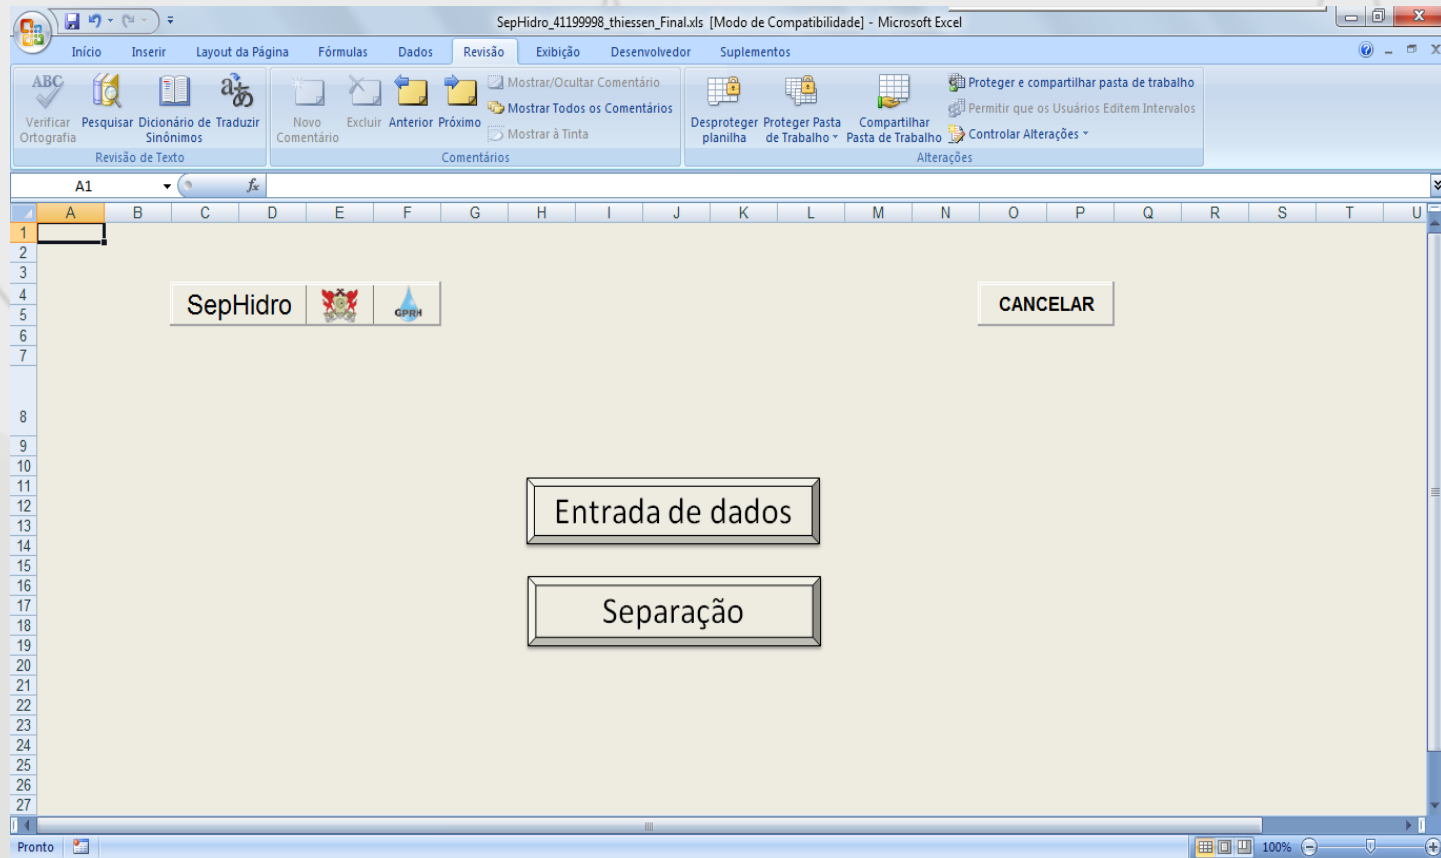 SepHidro_41199998_thiessen_Final.xls [Modo de Compatibilidade] - Microsoft Excel
Início Inserir Layout da Página Fórmulas Dados Revisão Exibição Desenvolvedor Suplementos
ABC
Verificar Ortografia
Pesquisar
Dicionário de Sinônimos
Traduzir
Novo Comentário
Excluir
Anterior
Próximo
Mostrar/Ocultar Comentário
Mostrar Todos os Comentários
Mostrar à Tinta
Desproteger planilha
Proteger Pasta de Trabalho
Compartilhar Pasta de Trabalho
Proteger e compartilhar pasta de trabalho
Permitir que os Usuários Editem Intervalos
Controlar Alterações
Revisão de Texto
Comentários
Alterações
A1
fx
A B C D E F G H I J K L M N O P Q R S T U
1
2
3
4
5
6
7
8
9
10
11
12
13
14
15
16
17
18
19
20
21
22
23
24
25
26
27
SepHidro
GPRH
CANCELAR
Entrada de dados
Separação
Pronto
100%